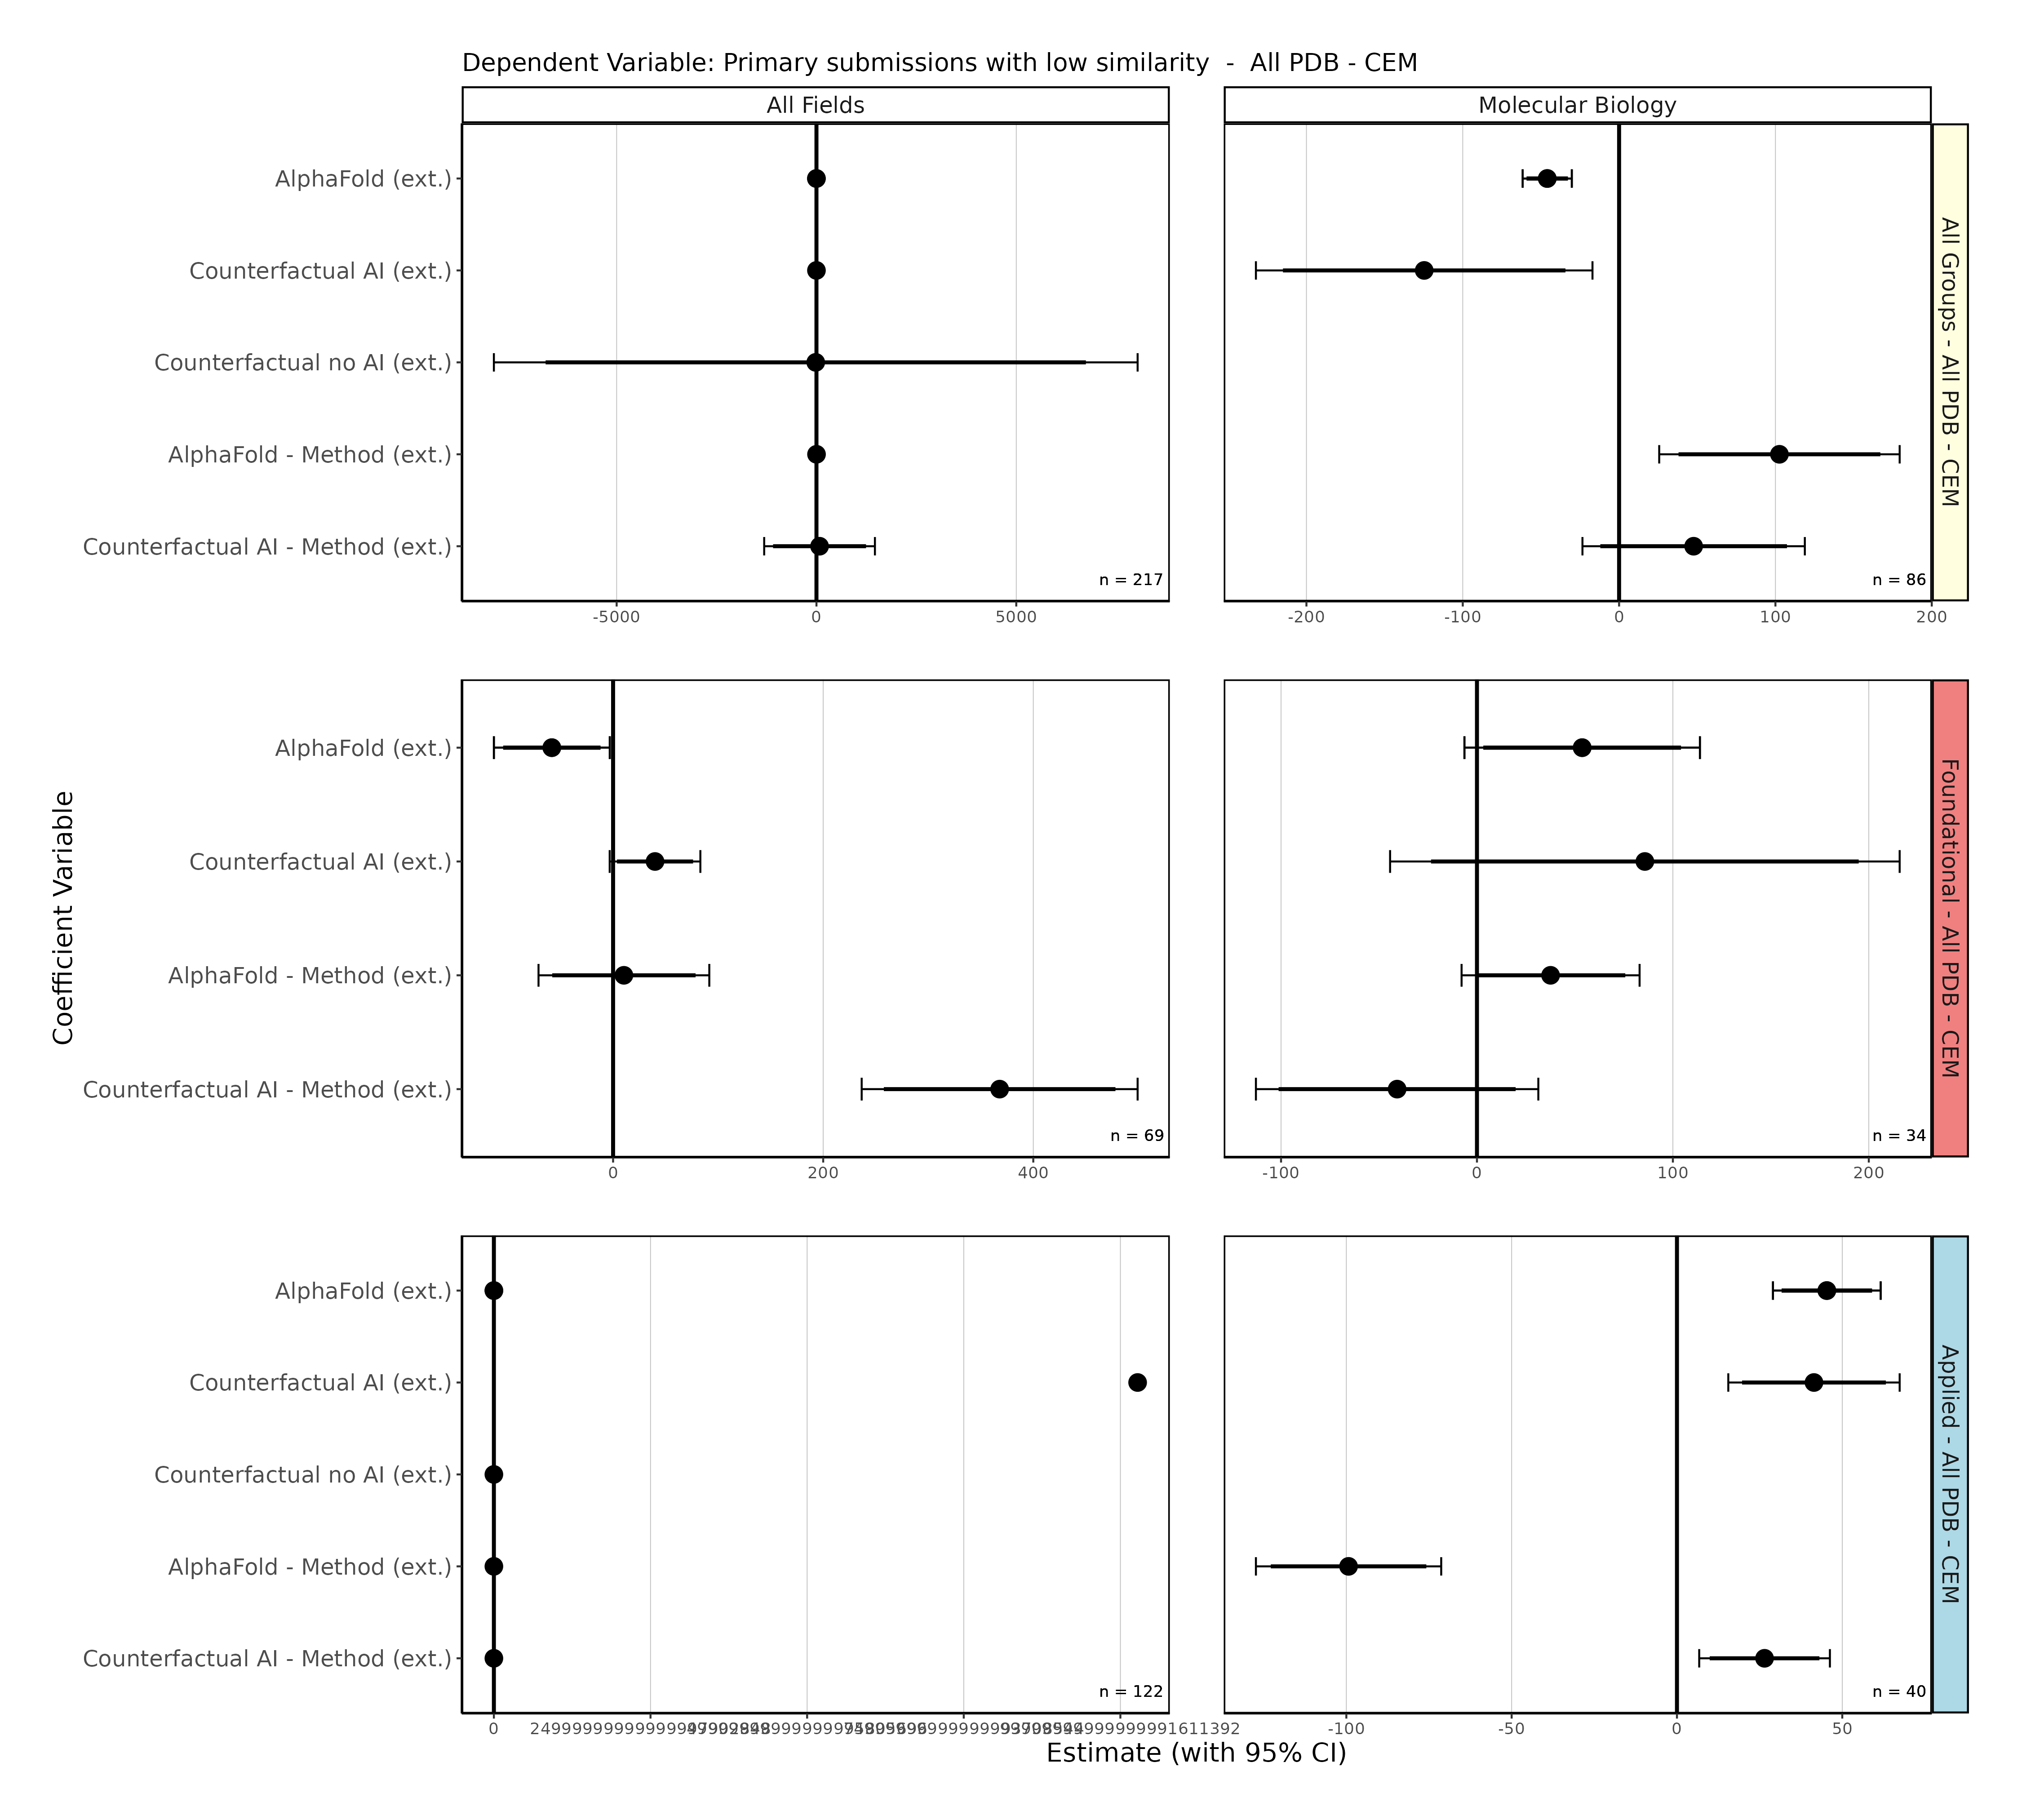 Dependent Variable: Primary submissions with low similarity  -  All PDB - CEM
All Fields
Molecular Biology
AlphaFold (ext.)
Counterfactual AI (ext.)
Counterfactual no AI (ext.)
AlphaFold - Method (ext.)
Counterfactual AI - Method (ext.)
n = 217
n = 86
-5000 0 5000
-200 -100 0 100 200
All Groups - All PDB - CEM
AlphaFold (ext.)
Counterfactual AI (ext.)
AlphaFold - Method (ext.)
Counterfactual AI - Method (ext.)
n = 69
n = 34
0 200 400
-100 0 100 200
Foundational - All PDB - CEM
Coefficient Variable
AlphaFold (ext.)
Counterfactual AI (ext.)
Counterfactual no AI (ext.)
AlphaFold - Method (ext.)
Counterfactual AI - Method (ext.)
n = 122
n = 40
0
-100 -50 0 50
Applied - All PDB - CEM
Estimate (with 95% CI)